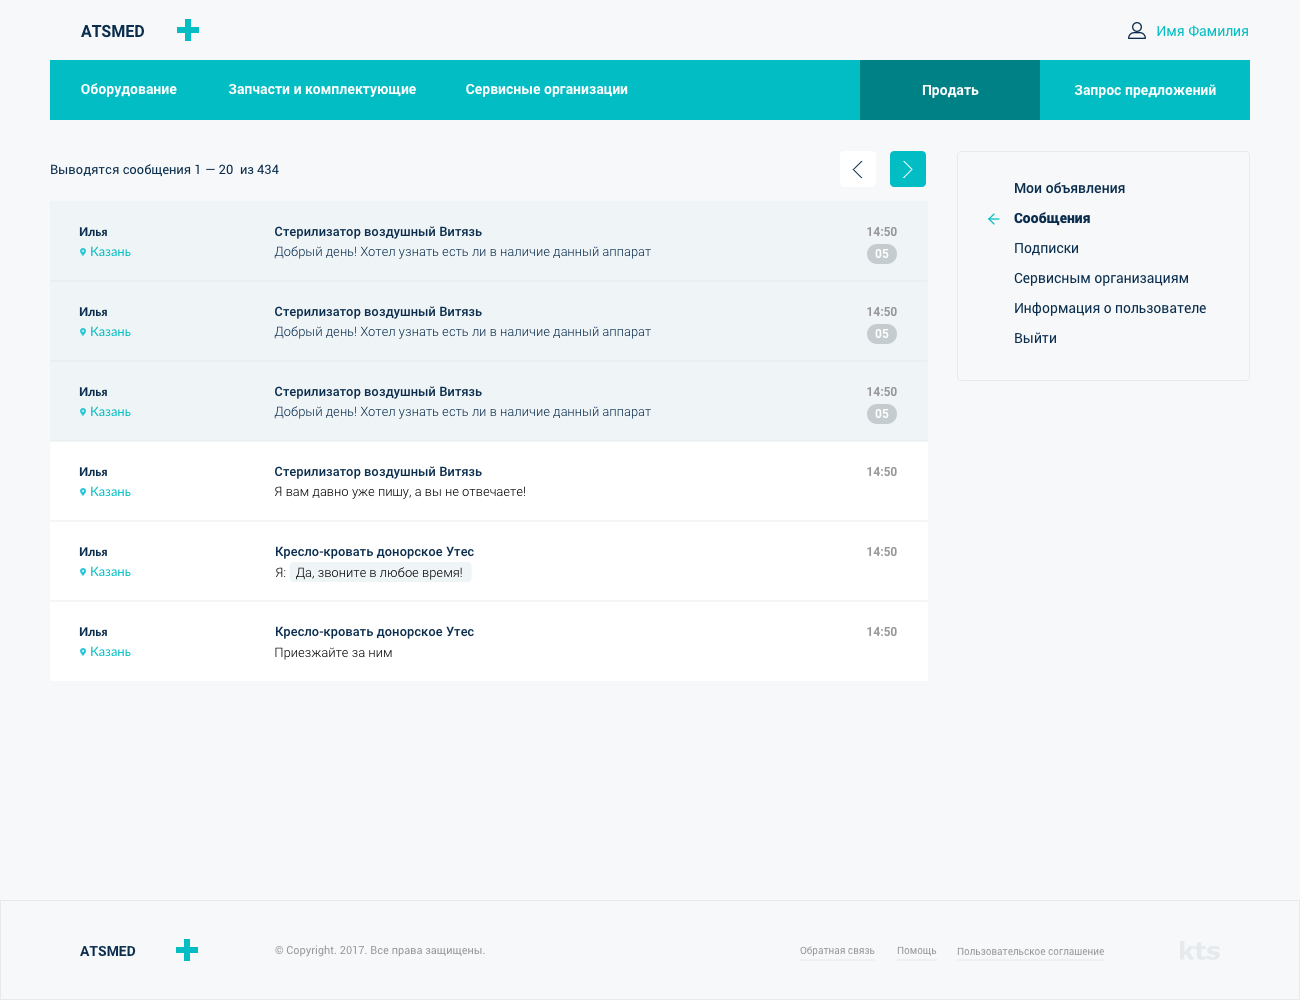 ATSMED
Имя Фамилия
Оборудование
Запчасти и комплектующие
Сервисные организации
Продать
Запрос предложений
Выводятся сообщения 1 — 20 из 434
Илья
Казань
Стерилизатор воздушный Витязь
Добрый день! Хотел узнать есть ли в наличие данный аппарат
14:50
05
Илья
Казань
Стерилизатор воздушный Витязь
Добрый день! Хотел узнать есть ли в наличие данный аппарат
14:50
05
Илья
Казань
Стерилизатор воздушный Витязь
Добрый день! Хотел узнать есть ли в наличие данный аппарат
14:50
05
Илья
Казань
Стерилизатор воздушный Витязь
Я вам давно уже пишу, а вы не отвечаете!
14:50
Илья
Казань
Кресло-кровать донорское Утес
Я: Да, звоните в любое время!
14:50
Илья
Казань
Кресло-кровать донорское Утес
Приезжайте за ним
14:50
Мои объявления
Сообщения
Подписки
Сервисным организациям
Информация о пользователе
Выйти
ATSMED
© Copyright. 2017. Все права защищены.
Обратная связь
Помощь
Пользовательское соглашение
kts